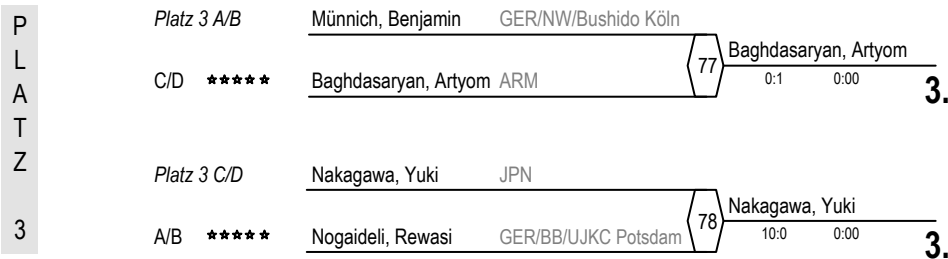 PLATZ 3
Platz 3 A/B Münnich, Benjamin GER/NW/Bushido Köln
77 Baghdasaryan, Artyom
0:1 0:00 3.
C/D ***** Baghdasaryan, Artyom ARM
Platz 3 C/D Nakagawa, Yuki JPN
78 Nakagawa, Yuki
10:0 0:00 3.
A/B ***** Nogaideli, Rewasi GER/BB/UJKC Potsdam